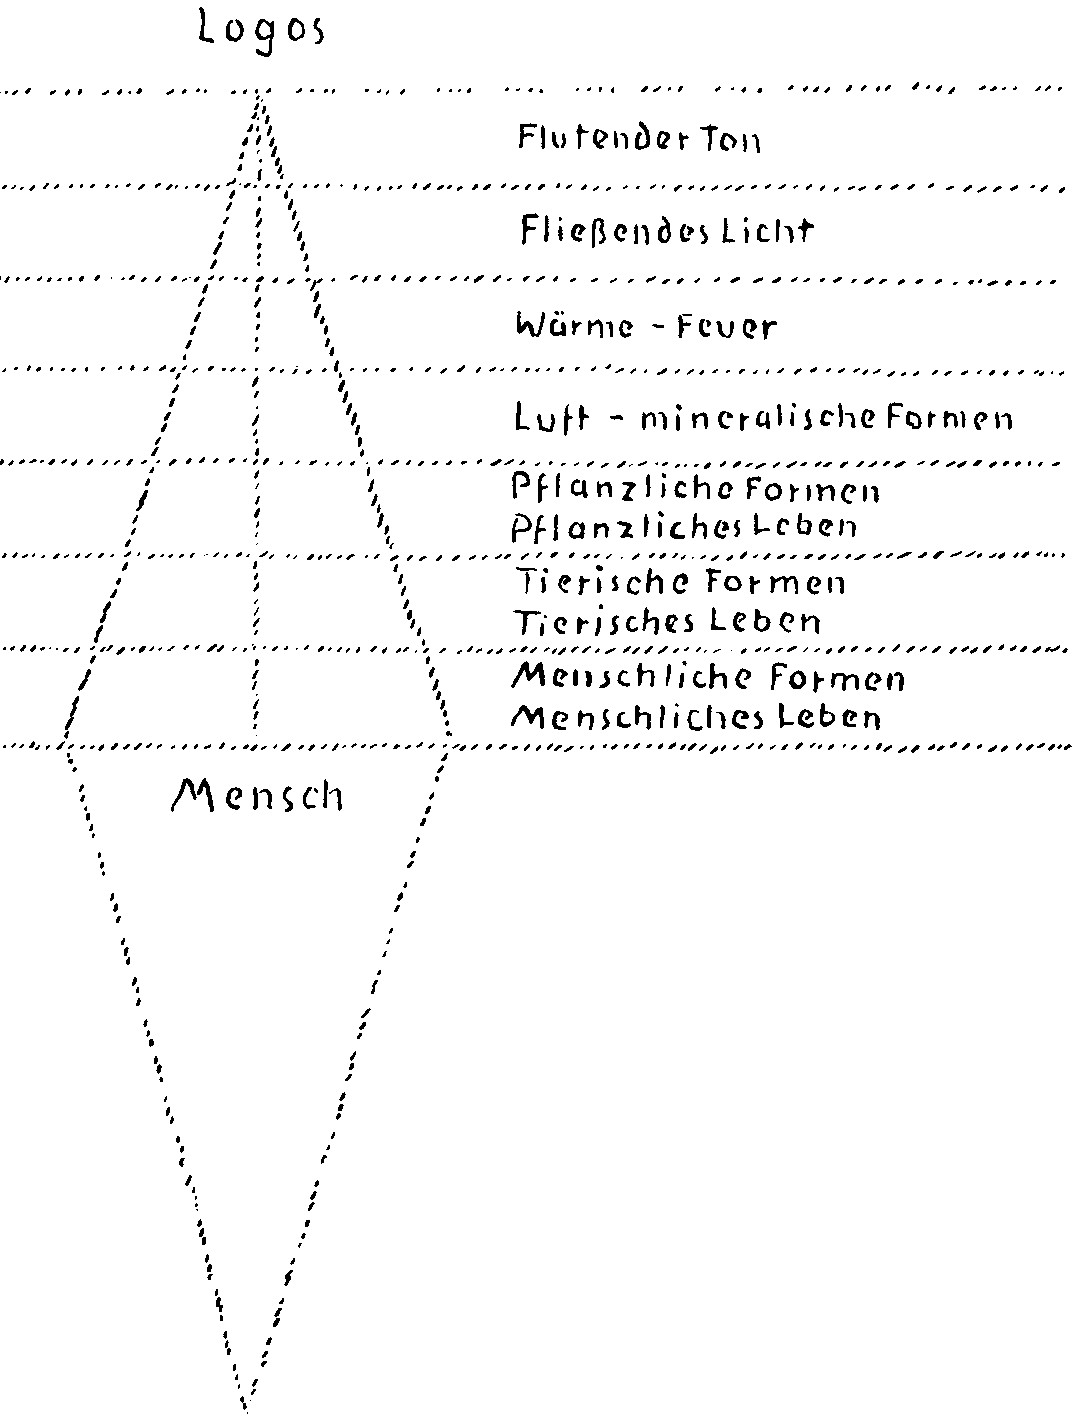 Logos
Flutender Ton
Fließendes Licht
Wärme - Feuer
Luft - mineralische Formen
Pflanzliche Formen
Pflanzliches Leben
Tierische Formen
Tierisches Leben
Menschliche Formen
Menschliches Leben
Mensch